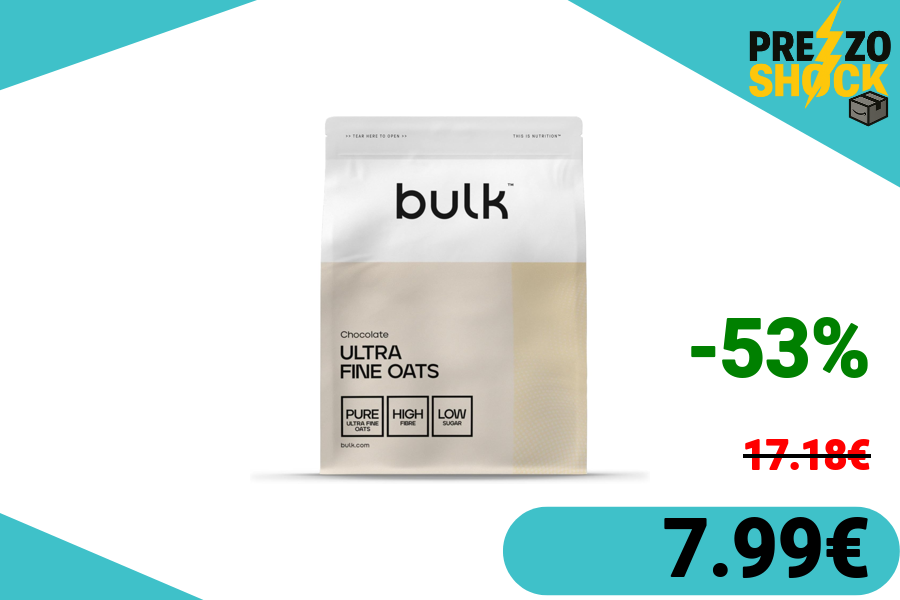 PREZZO
SHOCK
<< TEAR HERE TO OPEN << THIS IS NUTRITION™
bulk™
Chocolate
ULTRA
FINE OATS
PURE
ULTRA FINE
OATS
HIGH
FIBRE
LOW
SUGAR
bulk.com
-53%
17.18€
7.99€